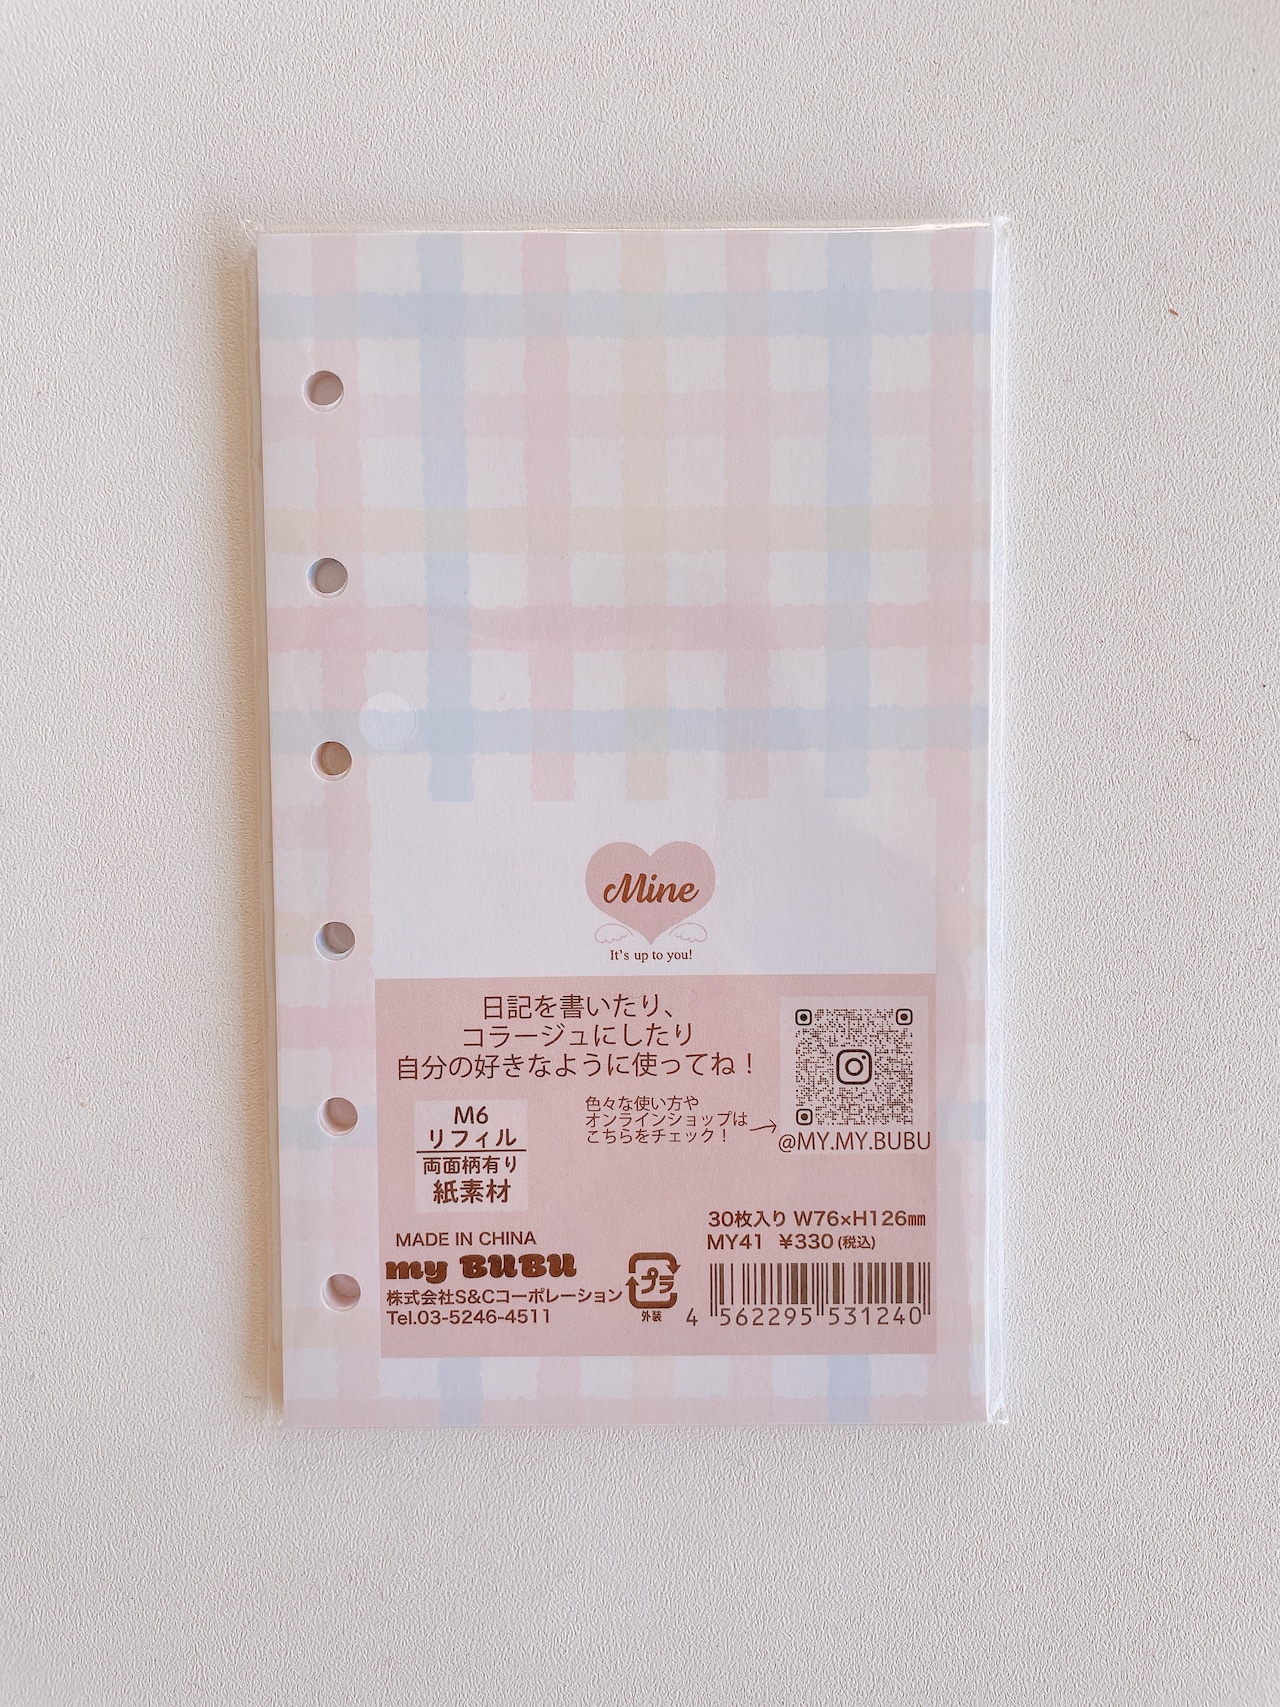 Mine
It's up to you!
日記を書いたり、
コラージュにしたり
自分の好きなように使ってね！
M6
リフィル
両面柄有り
紙素材
色々な使い方や
オンラインショップは
こちらをチェック！
@MY.MY.BUBU
30枚入り W76×H126㎜
MY41 ¥330(税込)
MADE IN CHINA
my BUBU
株式会社S&Cコーポレーション
Tel.03-5246-4511
プラ
外装
4 562295 531240